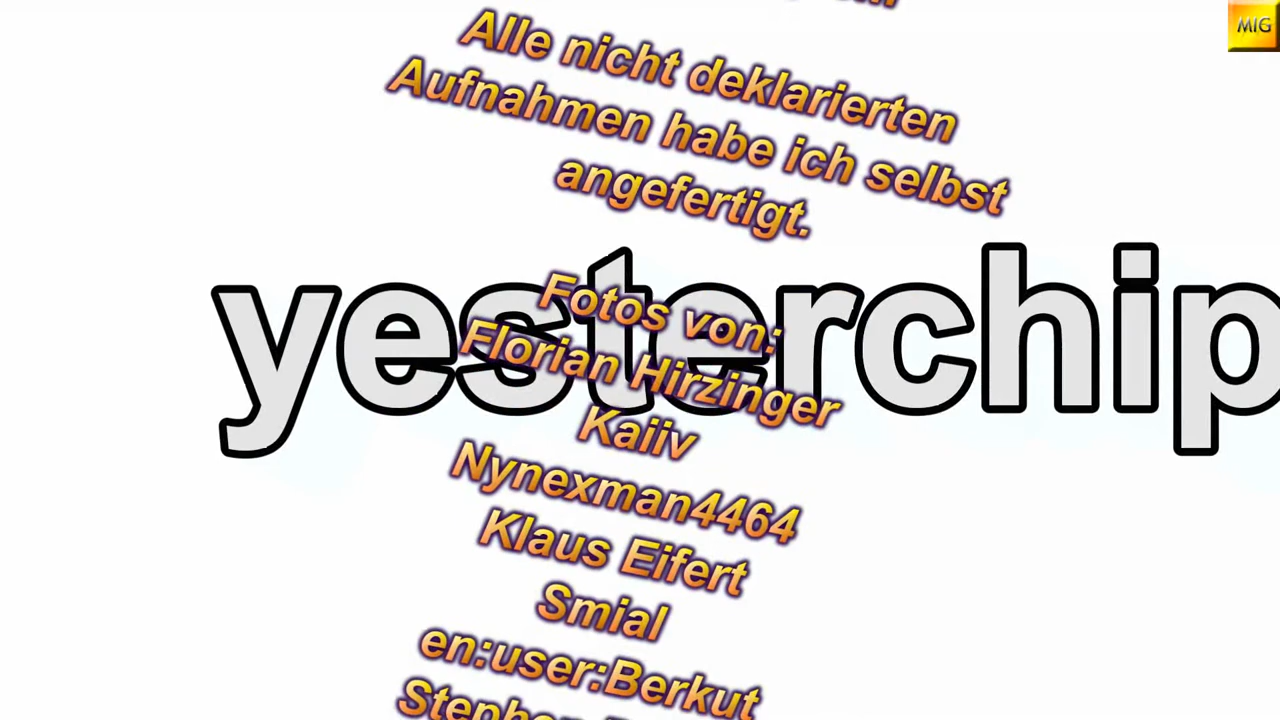 MIG
Alle nicht deklarierten
Aufnahmen habe ich selbst
angefertigt.
yesterchip
Fotos von:
Florian Hirzinger
Kaiiv
Nynexman4464
Klaus Eifert
Smial
en:user:Berkut